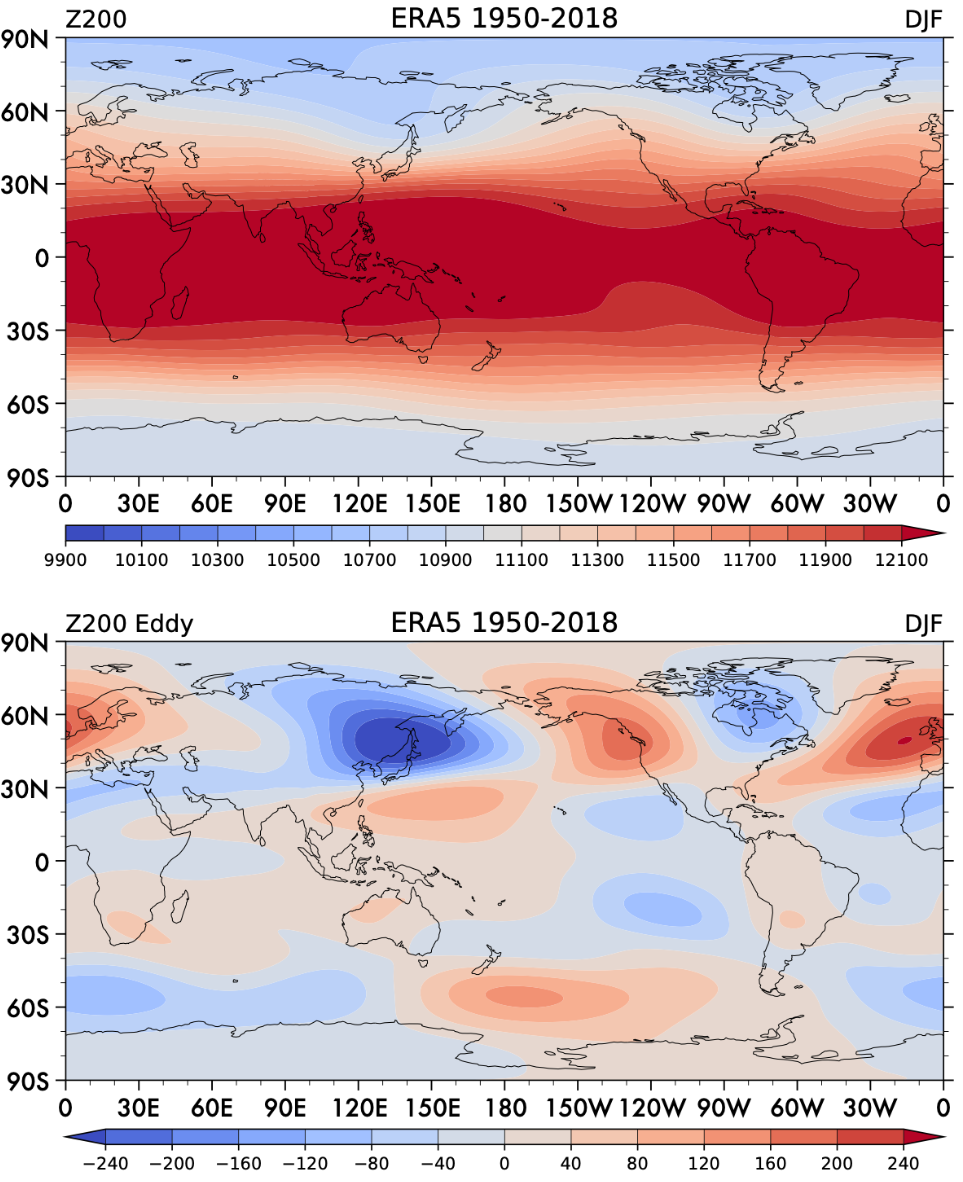 Z200 ERA5 1950-2018 DJF
90N
60N
30N
0
30S
60S
90S
0 30E 60E 90E 120E 150E 180 150W 120W 90W 60W 30W 0
9900 10100 10300 10500 10700 10900 11100 11300 11500 11700 11900 12100
Z200 Eddy ERA5 1950-2018 DJF
90N
60N
30N
0
30S
60S
90S
0 30E 60E 90E 120E 150E 180 150W 120W 90W 60W 30W 0
−240 −200 −160 −120 −80 −40 0 40 80 120 160 200 240